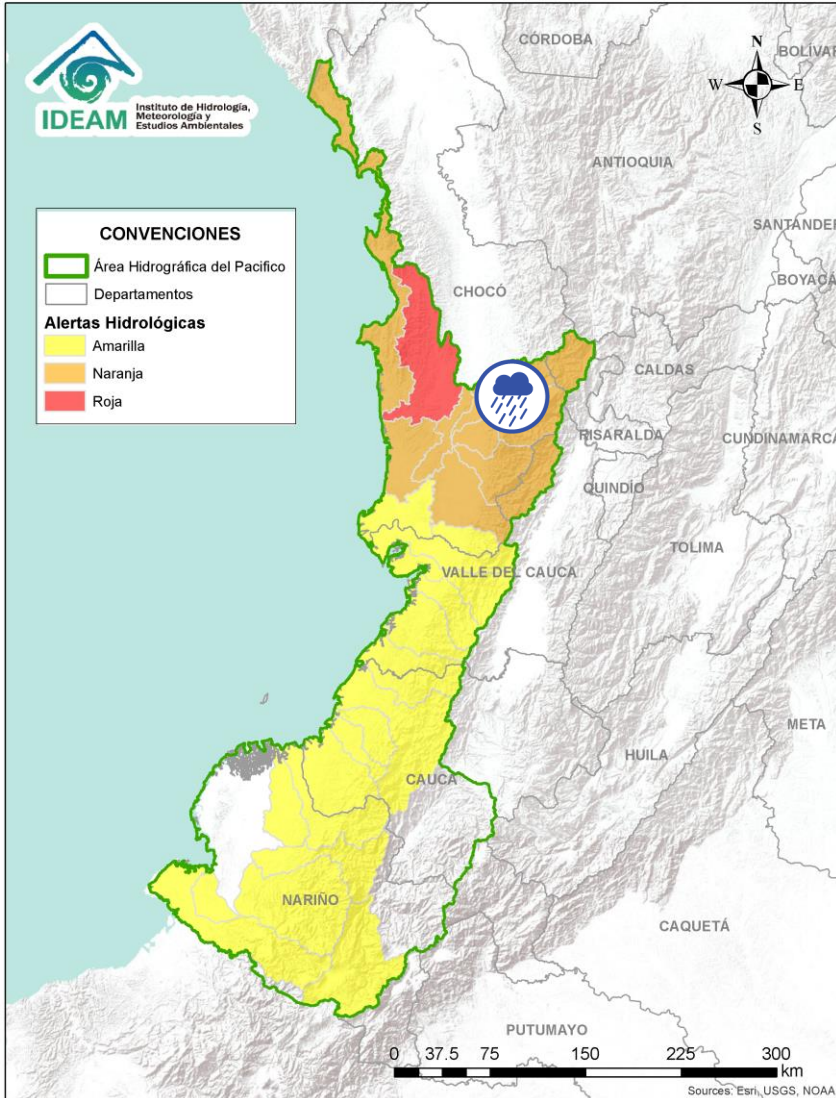 IDEAM
Instituto de Hidrología,
Meteorología y
Estudios Ambientales
CÓRDOBA
BOLÍVAR
N
W
E
S
ANTIOQUIA
SANTANDER
BOYACÁ
CONVENCIONES
Área Hidrográfica del Pacifico
Departamentos
Alertas Hidrológicas
Amarilla
Naranja
Roja
CHOCÓ
CALDAS
RISARALDA
CUNDINAMARCA
QUINDÍO
TOLIMA
VALLE DEL CAUCA
META
HUILA
CAUCA
NARIÑO
CAQUETÁ
PUTUMAYO
0 37.5 75 150 225 300
km
Sources: Esri, USGS, NOAA